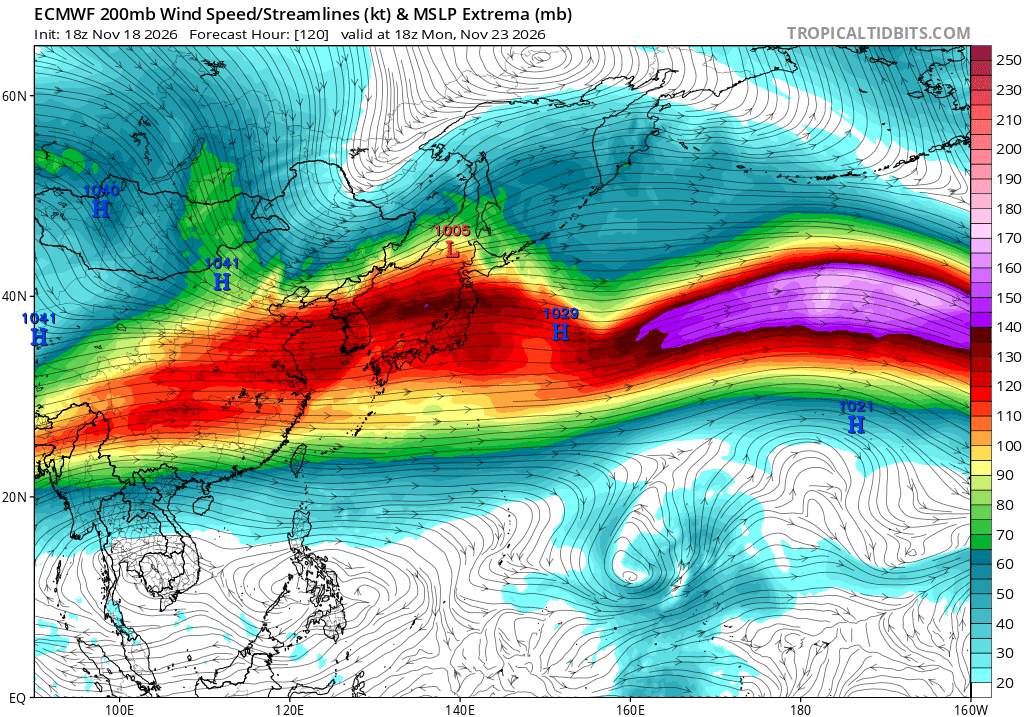 ECMWF 200mb Wind Speed/Streamlines (kt) & MSLP Extrema (mb)
Init: 18z Nov 18 2026 Forecast Hour: [120] valid at 18z Mon, Nov 23 2026
TROPICALTIDBITS.COM
60N
40N
20N
EQ
1040
H
1041
H
1041
H
1005
L
1029
H
1021
H
250
230
210
200
190
180
170
160
150
140
130
120
110
100
90
80
70
60
50
40
30
20
100E
120E
140E
160E
180
160W